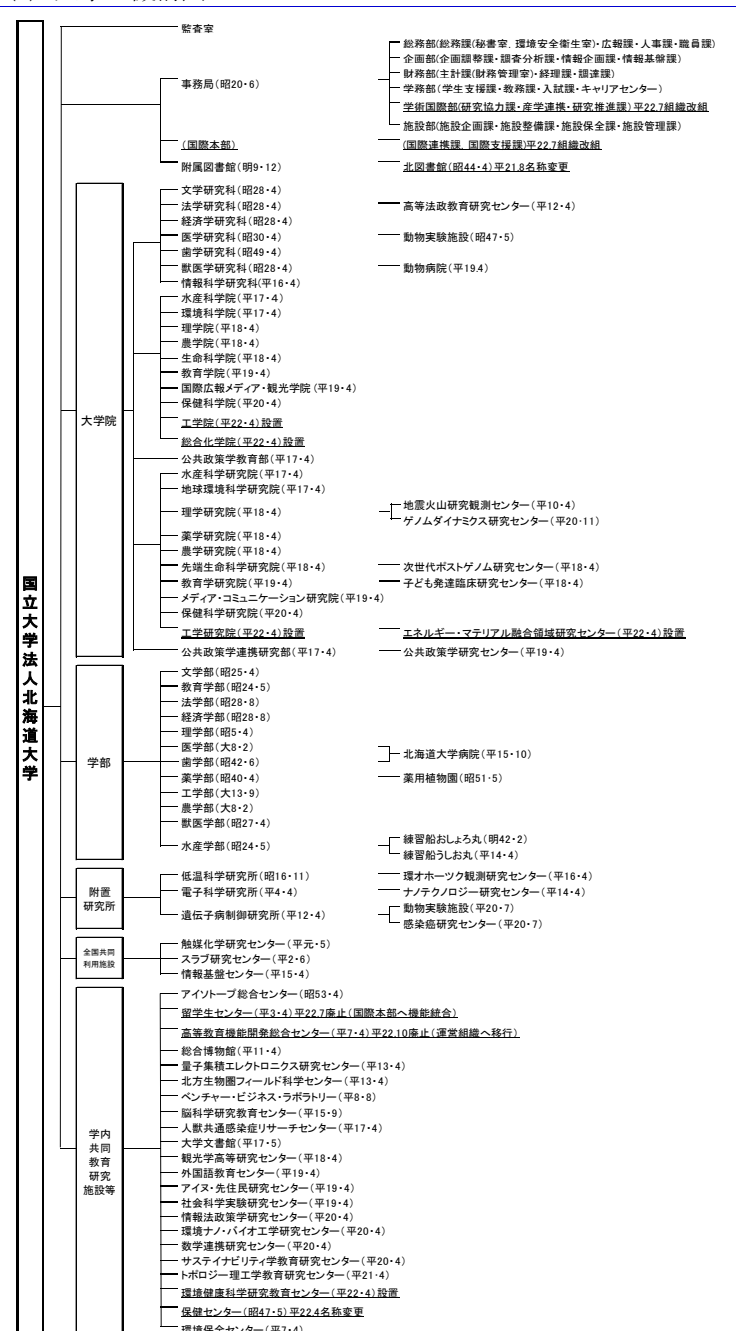 監査室
事務局(昭20・6)
総務部(総務課(秘書室、環境安全衛生室)・広報課・人事課・職員課)
企画部(企画調整課・調査分析課・情報企画課・情報基盤課)
財務部(主計課(財務管理室)・経理課・調達課)
学務部(学生支援課・教務課・入試課・キャリアセンター)
学術国際部(研究協力課・産学連携・研究推進課)平22.7組織改組
施設部(施設企画課・施設整備課・施設保全課・施設管理課)
(国際本部)
(国際連携課、国際支援課)平22.7組織改組
附属図書館(明9・12)
北図書館(昭44・4)平21.8名称変更
国立大学法人北海道大学
大学院
文学研究科(昭28・4)
法学研究科(昭28・4)
高等法政教育研究センター(平12・4)
経済学研究科(昭28・4)
医学研究科(昭30・4)
動物実験施設(昭47・5)
歯学研究科(昭49・4)
獣医学研究科(昭28・4)
動物病院(平19.4)
情報科学研究科(平16・4)
水産科学院(平17・4)
環境科学院(平17・4)
理学院(平18・4)
農学院(平18・4)
生命科学院(平18・4)
教育学院(平19・4)
国際広報メディア・観光学院(平19・4)
保健科学院(平20・4)
工学院(平22・4)設置
総合化学院(平22・4)設置
公共政策学教育部(平17・4)
水産科学研究院(平17・4)
地球環境科学研究院(平17・4)
理学研究院(平18・4)
地震火山研究観測センター(平10・4)
ゲノムダイナミクス研究センター(平20・11)
薬学研究院(平18・4)
農学研究院(平18・4)
先端生命科学研究院(平18・4)
次世代ポストゲノム研究センター(平18・4)
教育学研究院(平19・4)
子ども発達臨床研究センター(平18・4)
メディア・コミュニケーション研究院(平19・4)
保健科学研究院(平20・4)
工学研究院(平22・4)設置
エネルギー・マテリアル融合領域研究センター(平22・4)設置
公共政策学連携研究部(平17・4)
公共政策学研究センター(平19・4)
学部
文学部(昭25・4)
教育学部(昭24・5)
法学部(昭28・8)
経済学部(昭28・8)
理学部(昭5・4)
医学部(大8・2)
歯学部(昭42・6)
北海道大学病院(平15・10)
薬学部(昭40・4)
薬用植物園(昭51・5)
工学部(大13・9)
農学部(大8・2)
獣医学部(昭27・4)
水産学部(昭24・5)
練習船おしょろ丸(明42・2)
練習船うしお丸(平14・4)
附置
研究所
低温科学研究所(昭16・11)
環オホーツク観測研究センター(平16・4)
電子科学研究所(平4・4)
ナノテクノロジー研究センター(平14・4)
遺伝子病制御研究所(平12・4)
動物実験施設(平20・7)
感染癌研究センター(平20・7)
全国共同
利用施設
触媒化学研究センター(平元・5)
スラブ研究センター(平2・6)
情報基盤センター(平15・4)
学内
共同
教育
研究
施設等
アイソトープ総合センター(昭53・4)
留学生センター(平3・4)平22.7廃止(国際本部へ機能統合)
高等教育機能開発総合センター(平7・4)平22.10廃止(運営組織へ移行)
総合博物館(平11・4)
量子集積エレクトロニクス研究センター(平13・4)
北方生物圏フィールド科学センター(平13・4)
ベンチャー・ビジネス・ラボラトリー(平8・8)
脳科学研究教育センター(平15・9)
人獣共通感染症リサーチセンター(平17・4)
大学文書館(平17・5)
観光学高等研究センター(平18・4)
外国語教育センター(平19・4)
アイヌ・先住民研究センター(平19・4)
社会科学実験研究センター(平19・4)
情報法政策学研究センター(平20・4)
環境ナノ・バイオ工学研究センター(平20・4)
数学連携研究センター(平20・4)
サステイナビリティ学教育研究センター(平20・4)
トポロジー理工学教育研究センター(平21・4)
環境健康科学研究教育センター(平22・4)設置
保健センター(昭47・5)平22.4名称変更
環境保全センター(平7・4)